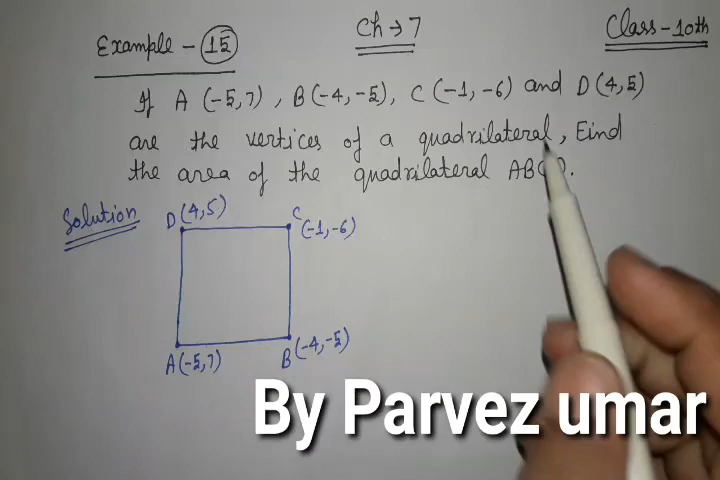 Example - 15
Ch → 7
Class - 10th
If A (-5,7), B(-4,-5), C (-1,-6) and D(4,5)
are the vertices of a quadrilateral, Find
the area of the quadrilateral
Solution
D(4,5)
C
(-1,-6)
A(-5,7)
B(-4,-5)
By Parvez umar